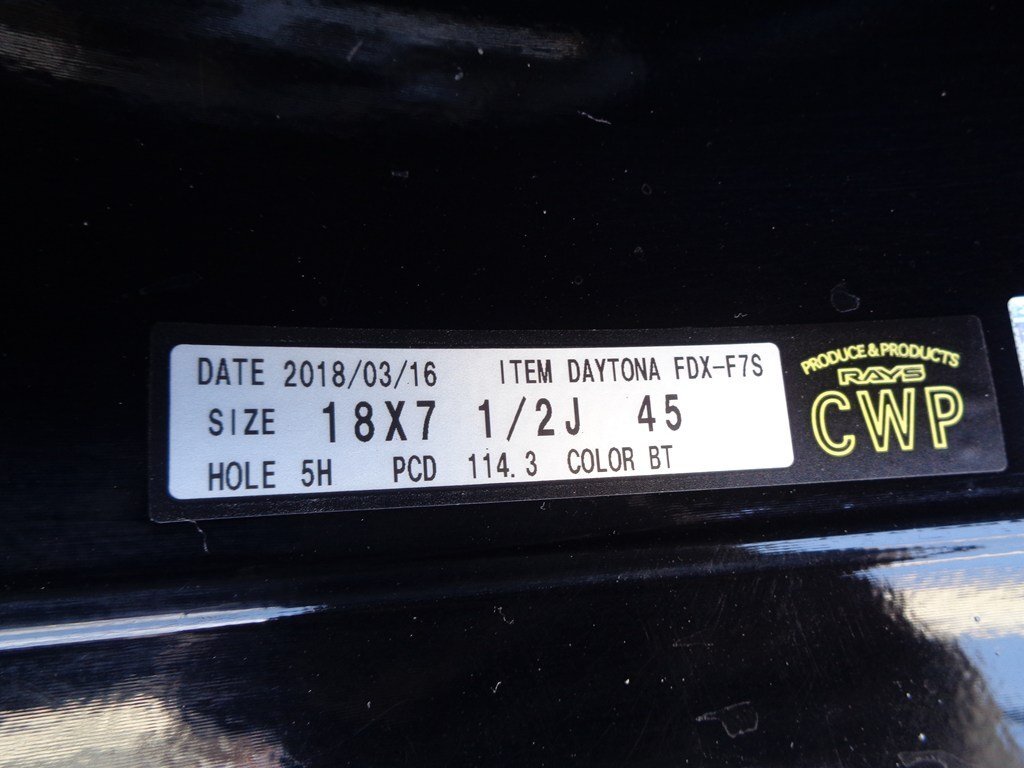 DATE 2018/03/16 ITEM DAYTONA FDX-F7S
SIZE 18X7 1/2J 45
HOLE 5H PCD 114.3 COLOR BT
PRODUCE&PRODUCTS
RAYS
CWP